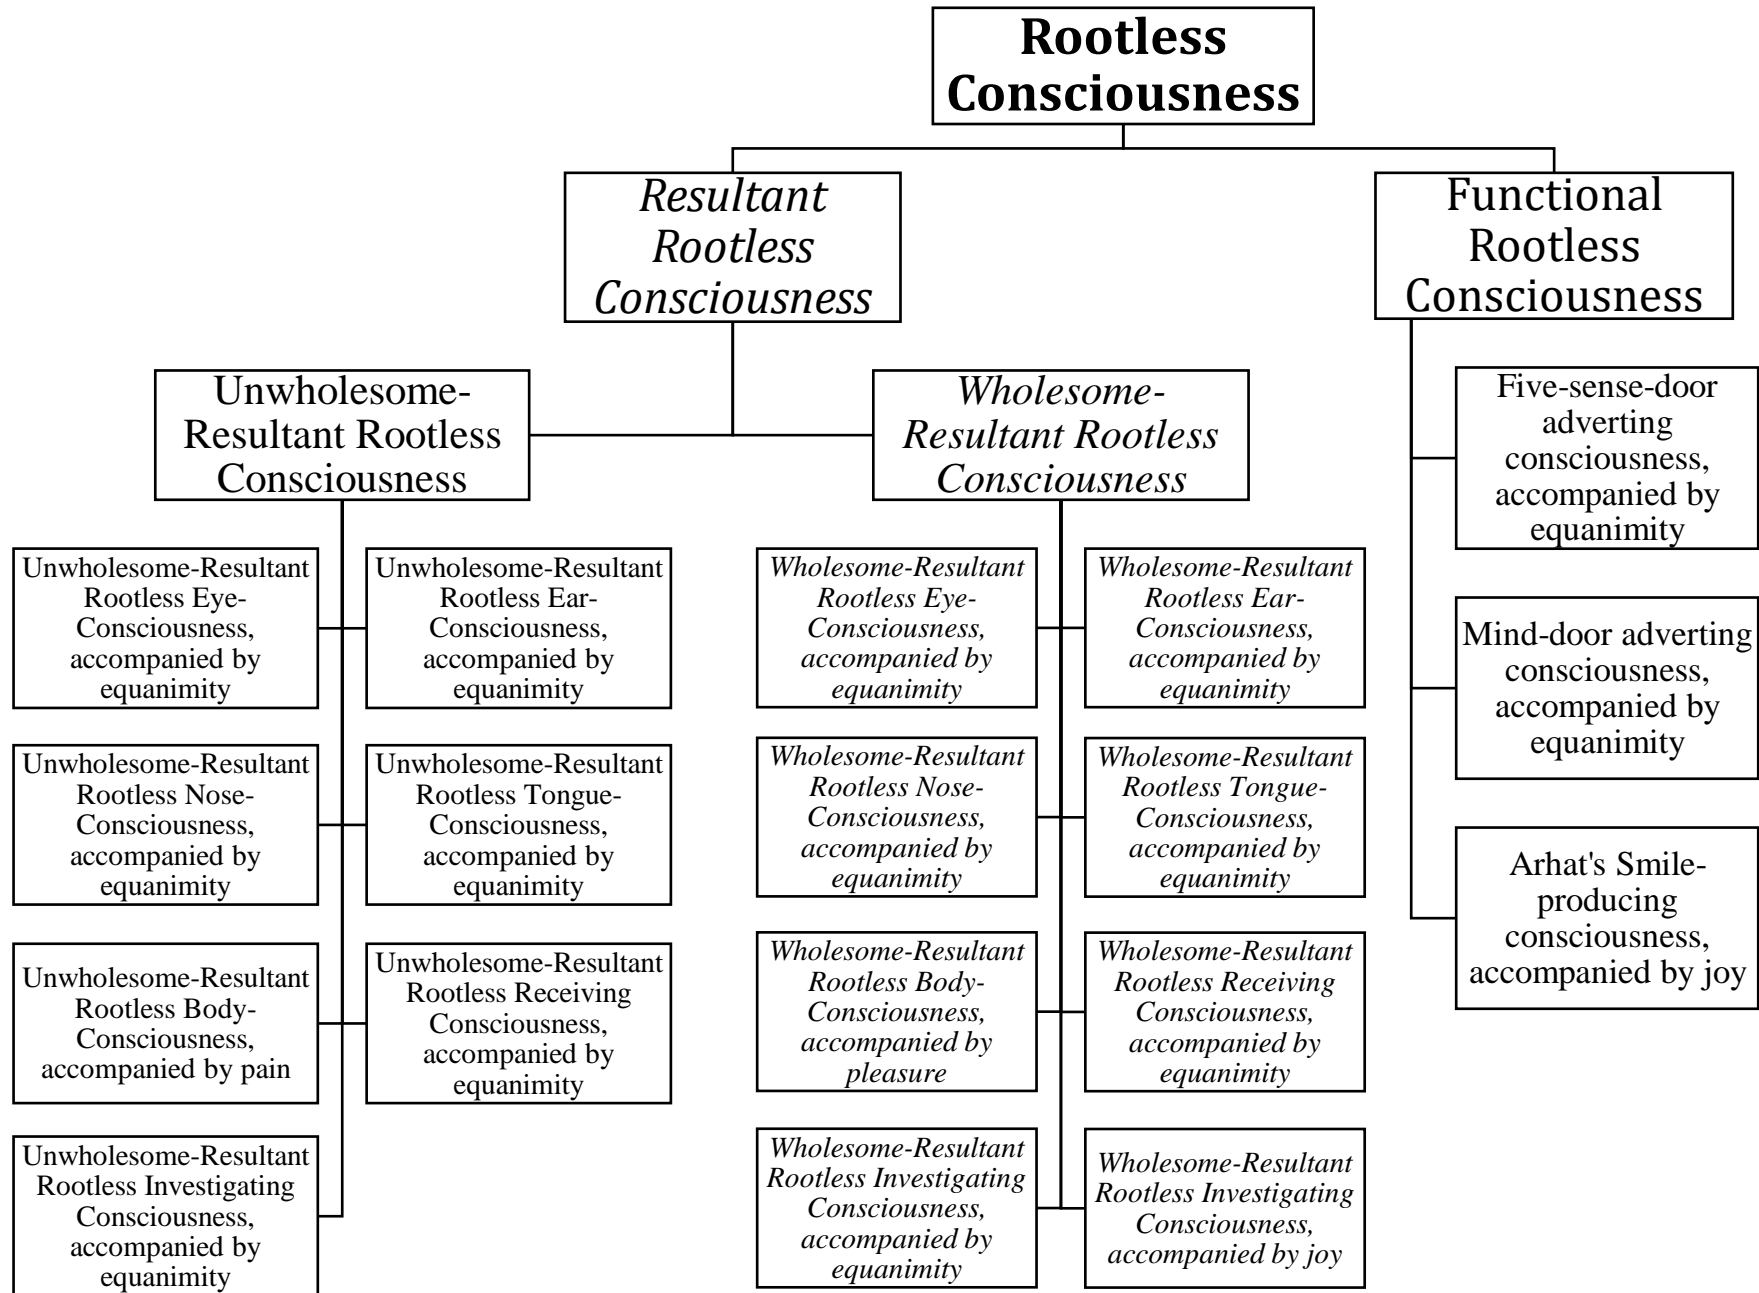 Rootless
Consciousness
Resultant
Rootless
Consciousness
Functional
Rootless
Consciousness
Unwholesome-
Resultant Rootless
Consciousness
Wholesome-
Resultant Rootless
Consciousness
Five-sense-door
adverting
consciousness,
accompanied by
equanimity
Mind-door adverting
consciousness,
accompanied by
equanimity
Arhat's Smile-
producing
consciousness,
accompanied by joy
Unwholesome-Resultant
Rootless Eye-
Consciousness,
accompanied by
equanimity
Unwholesome-Resultant
Rootless Ear-
Consciousness,
accompanied by
equanimity
Unwholesome-Resultant
Rootless Nose-
Consciousness,
accompanied by
equanimity
Unwholesome-Resultant
Rootless Tongue-
Consciousness,
accompanied by
equanimity
Unwholesome-Resultant
Rootless Body-
Consciousness,
accompanied by pain
Unwholesome-Resultant
Rootless Receiving
Consciousness,
accompanied by
equanimity
Unwholesome-Resultant
Rootless Investigating
Consciousness,
accompanied by
equanimity
Wholesome-Resultant
Rootless Eye-
Consciousness,
accompanied by
equanimity
Wholesome-Resultant
Rootless Ear-
Consciousness,
accompanied by
equanimity
Wholesome-Resultant
Rootless Nose-
Consciousness,
accompanied by
equanimity
Wholesome-Resultant
Rootless Tongue-
Consciousness,
accompanied by
equanimity
Wholesome-Resultant
Rootless Body-
Consciousness,
accompanied by
pleasure
Wholesome-Resultant
Rootless Receiving
Consciousness,
accompanied by
equanimity
Wholesome-Resultant
Rootless Investigating
Consciousness,
accompanied by
equanimity
Wholesome-Resultant
Rootless Investigating
Consciousness,
accompanied by joy